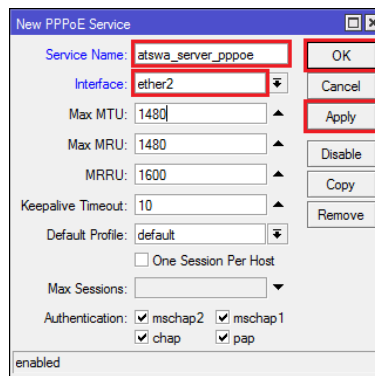 New PPPoE Service
Service Name: atswa_server_pppoe OK
Interface: ether2 Cancel
Max MTU: 1480 Apply
Max MRU: 1480 Disable
MRRU: 1600 Copy
Keepalive Timeout: 10 Remove
Default Profile: default
One Session Per Host
Max Sessions:
Authentication: mschap2 mschap1
chap pap
enabled